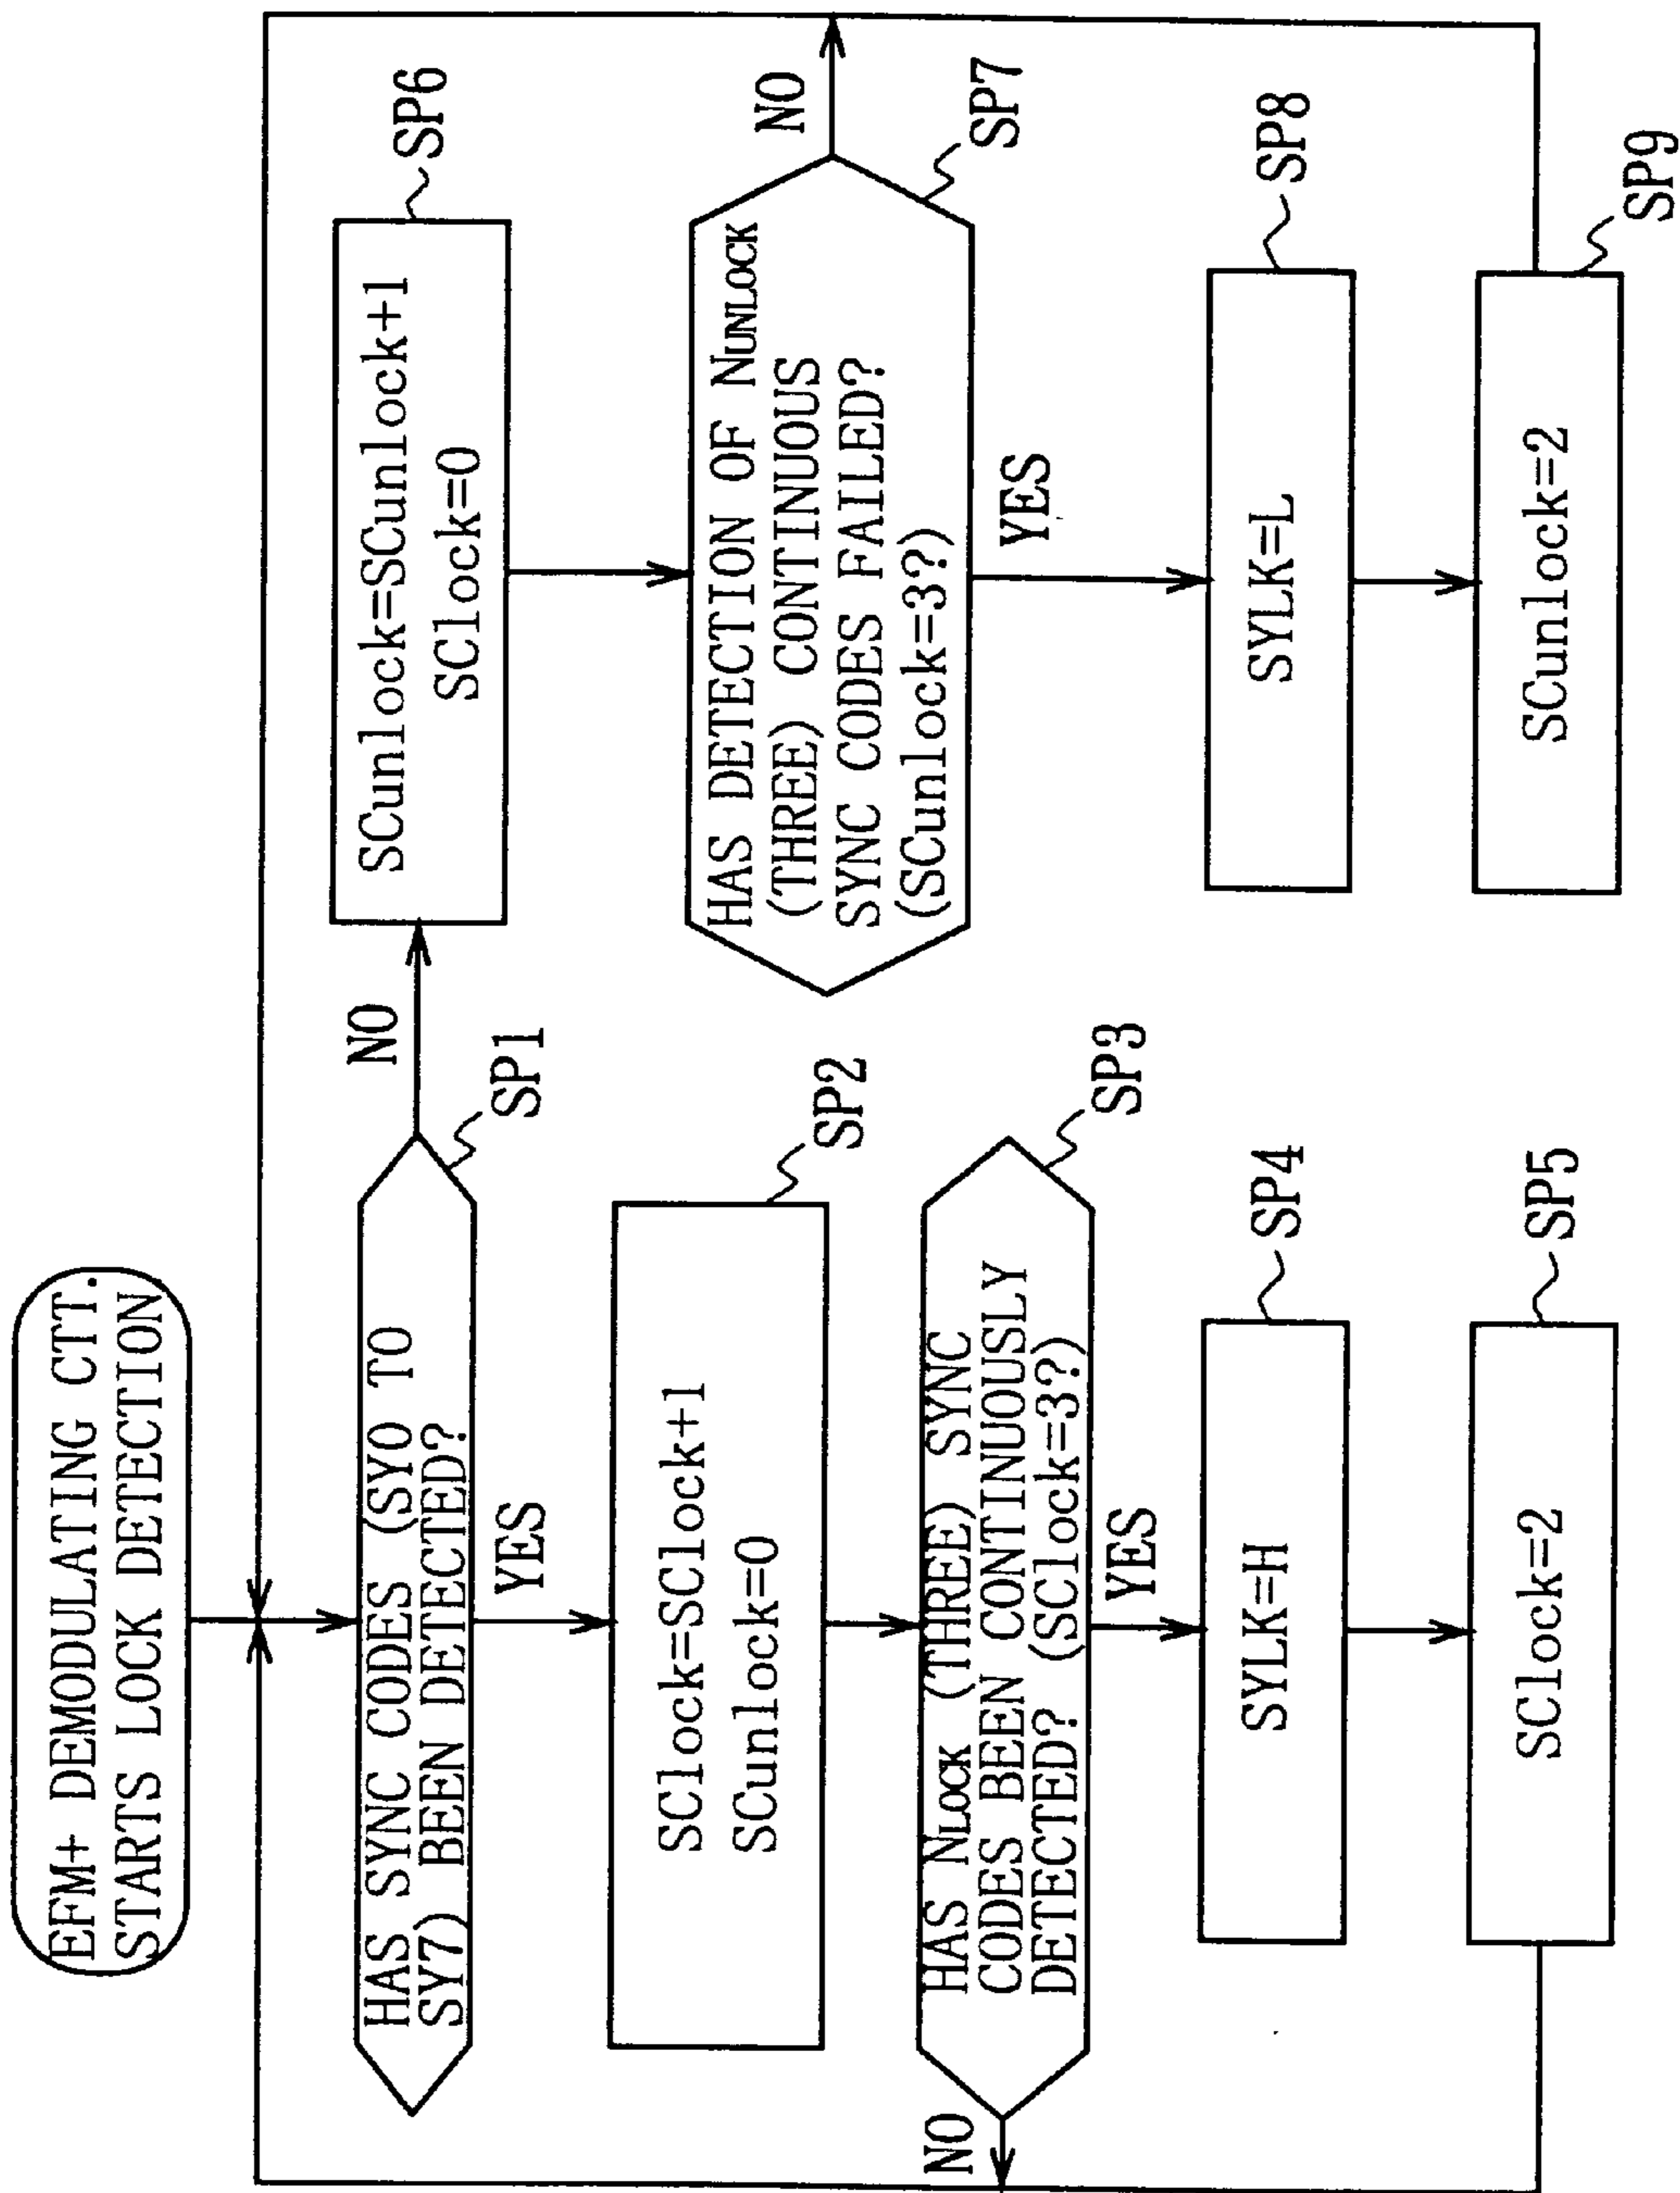 EFM+ DEMODULATING CTT.
STARTS LOCK DETECTION
HAS SYNC CODES (SY0 TO
SY7) BEEN DETECTED?
SP1
NO
YES
SClock=SClock+1
SCunlock=0
SP2
HAS NLOCK (THREE) SYNC
CODES BEEN CONTINUOUSLY
DETECTED? (SClock=3?)
SP3
NO
YES
SYLK=H
SP4
SClock=2
SP5
SCunlock=SCunlock+1
SClock=0
SP6
HAS DETECTION OF NUNLOCK
(THREE) CONTINUOUS
SYNC CODES FAILED?
(SCunlock=3?)
SP7
NO
YES
SYLK=L
SP8
SCunlock=2
SP9